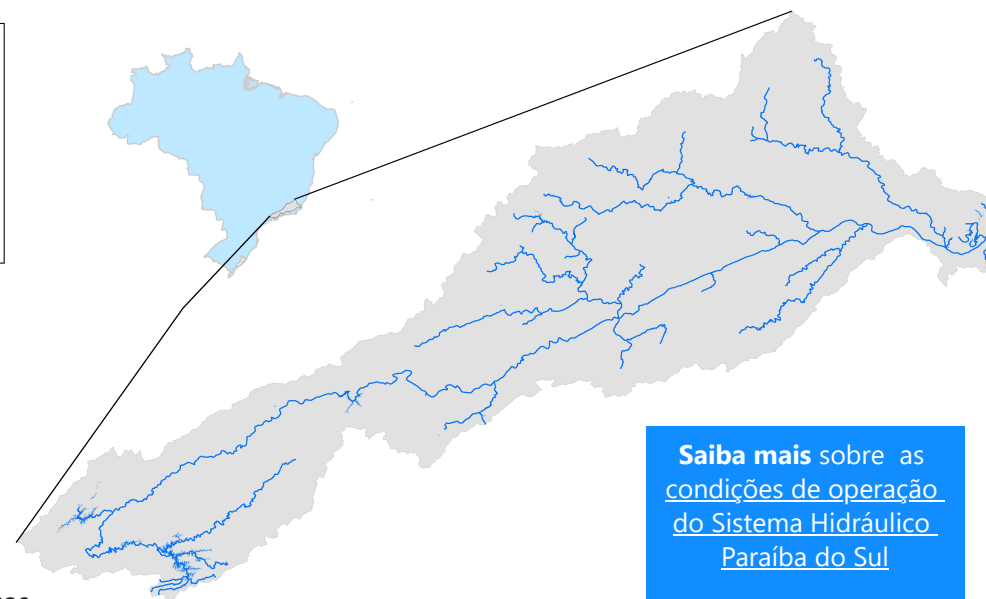 Saiba mais sobre as
condições de operação
do Sistema Hidráulico
Paraíba do Sul